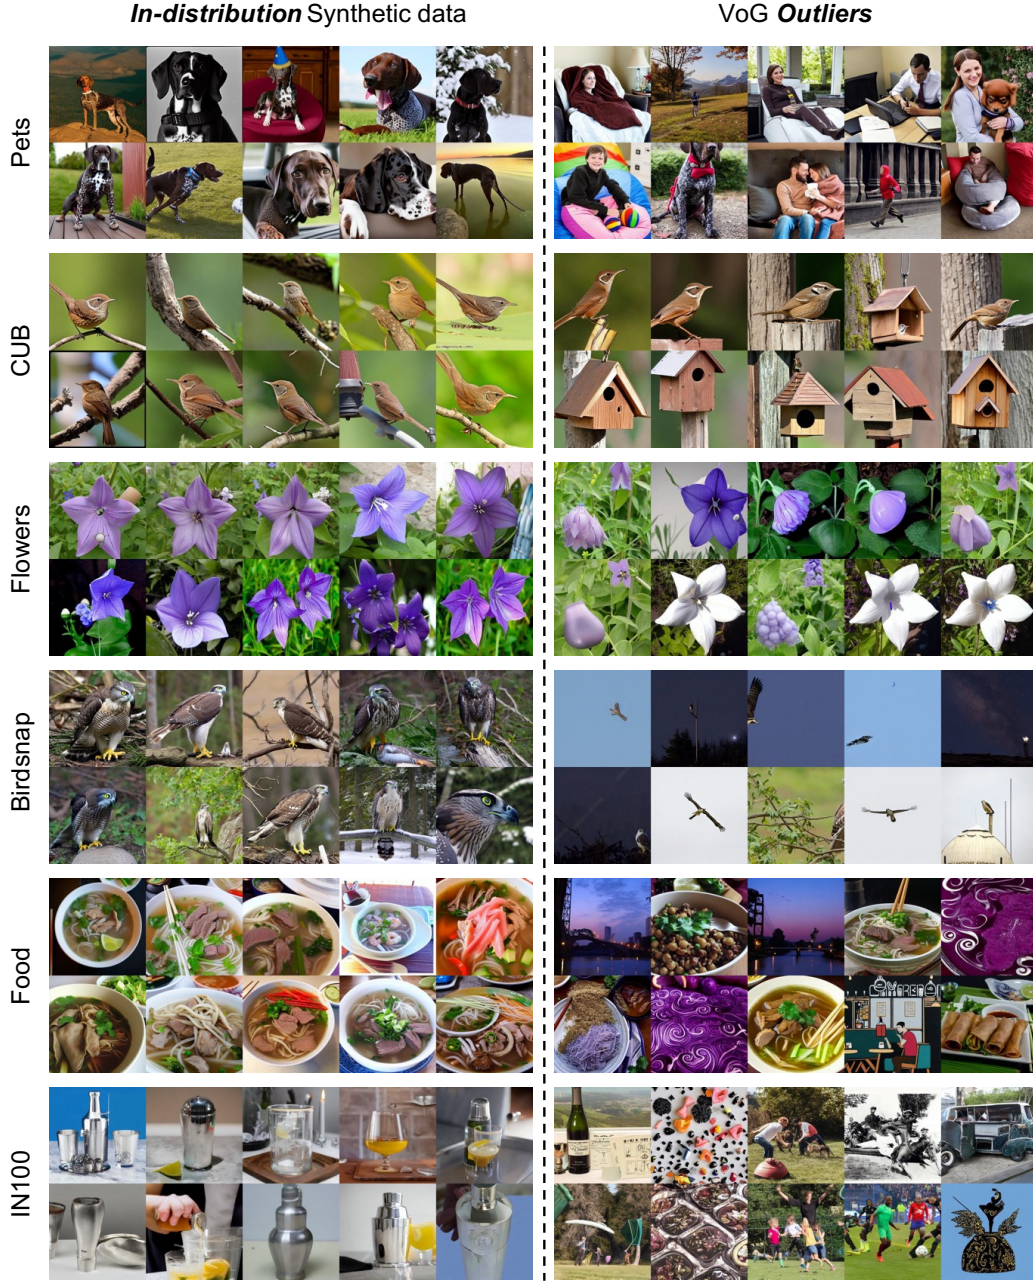 In-distribution Synthetic data
VoG Outliers
Pets
CUB
Flowers
Birdsnap
Food
IN100